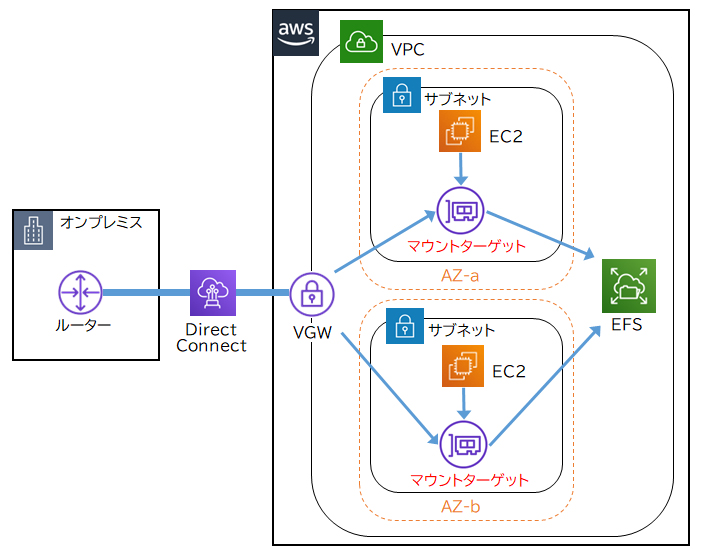 aws
VPC
サブネット
EC2
マウントターゲット
AZ-a
オンプレミス
ルーター
Direct
Connect
VGW
EFS
サブネット
EC2
マウントターゲット
AZ-b